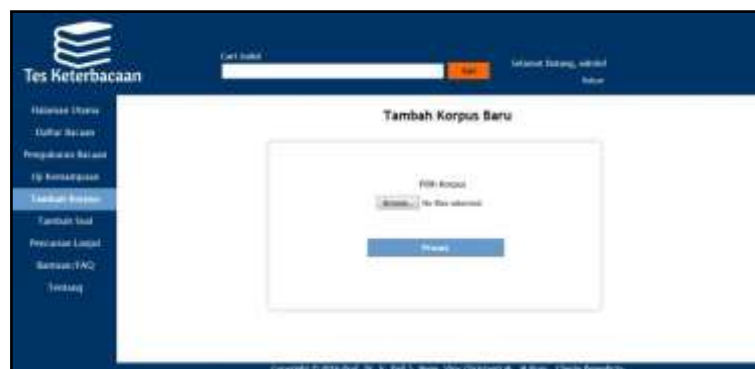 Tes Keterbacaan
Cari Judul
Cari
Selamat Datang, admin!
Keluar
Halaman Utama
Daftar Bacaan
Pengukuran Bacaan
Uji Kemampuan
Tambah Korpus
Tambah Soal
Pencarian Lanjut
Bantuan/FAQ
Tentang
Tambah Korpus Baru
Pilih Korpus
Browse... No files selected.
Proses